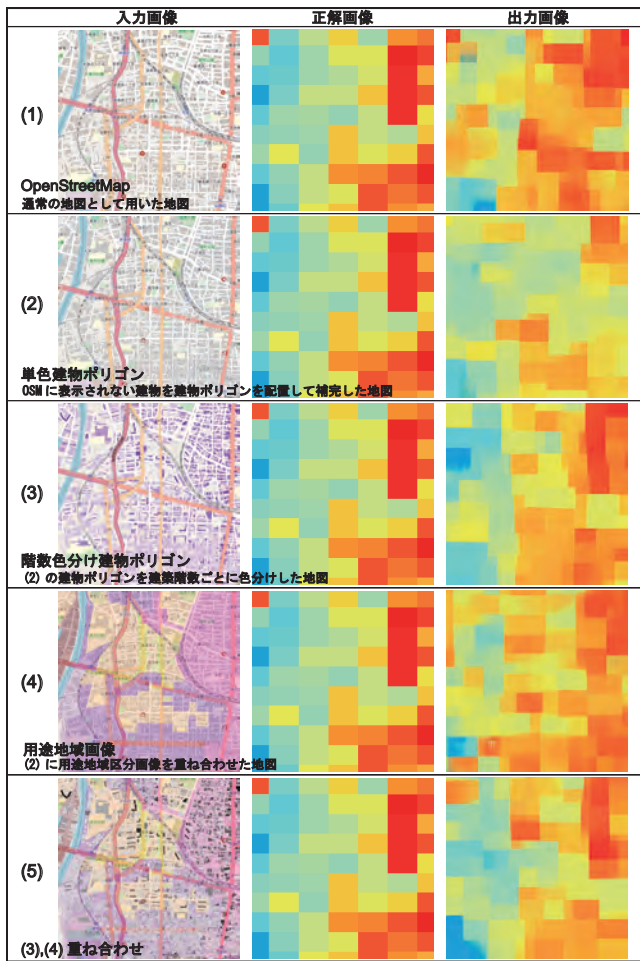 入力画像 正解画像 出力画像
(1)
OpenStreetMap
通常の地図として用いた地図
(2)
単色建物ポリゴン
OSMに表示されない建物を建物ポリゴンを配置して補完した地図
(3)
階数色分け建物ポリゴン
(2) の建物ポリゴンを建築階数ごとに色分けした地図
(4)
用途地域画像
(2) に用途地域区分画像を重ね合わせた地図
(5)
(3),(4) 重ね合わせ